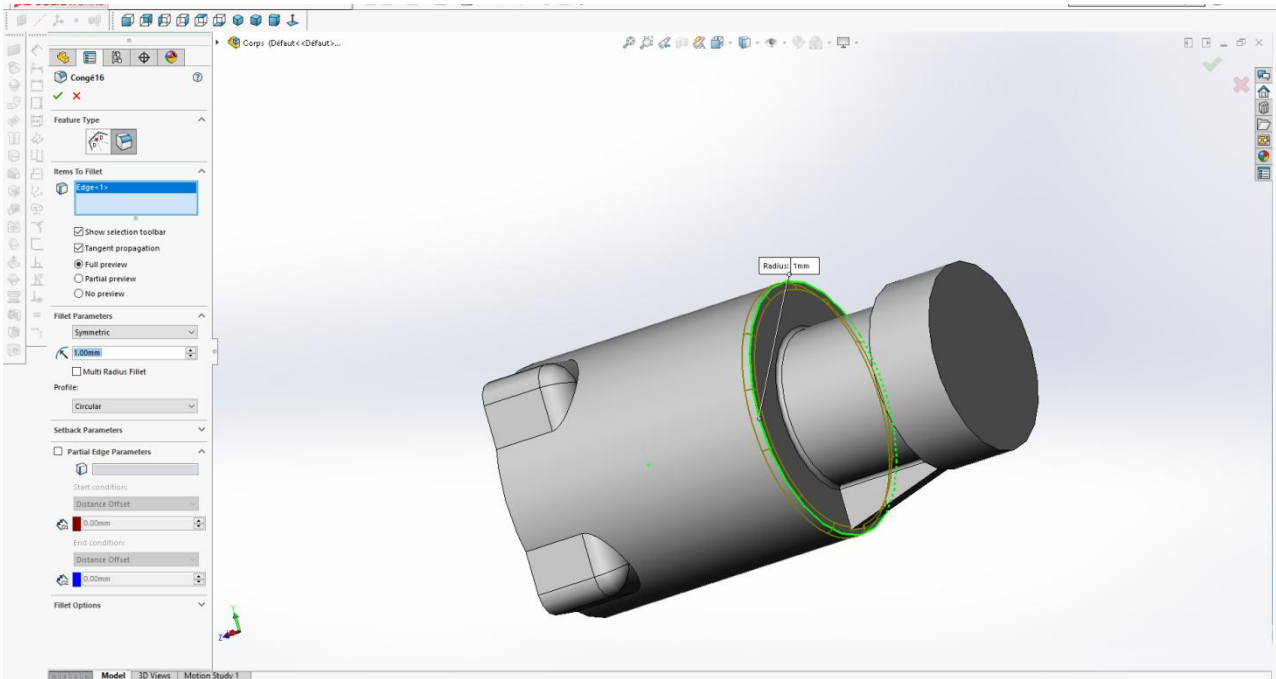 Corps (Défaut<<Défaut>...
Congé16
Feature Type
Items To Fillet
Edge<1>
Show selection toolbar
Tangent propagation
Full preview
Partial preview
No preview
Fillet Parameters
Symmetric
1.00mm
Multi Radius Fillet
Profile:
Circular
Setback Parameters
Partial Edge Parameters
Start condition:
Distance Offset
0.00mm
End condition:
Distance Offset
0.00mm
Fillet Options
Radius: 1mm
Y
Z
Model
3D Views
Motion Study 1